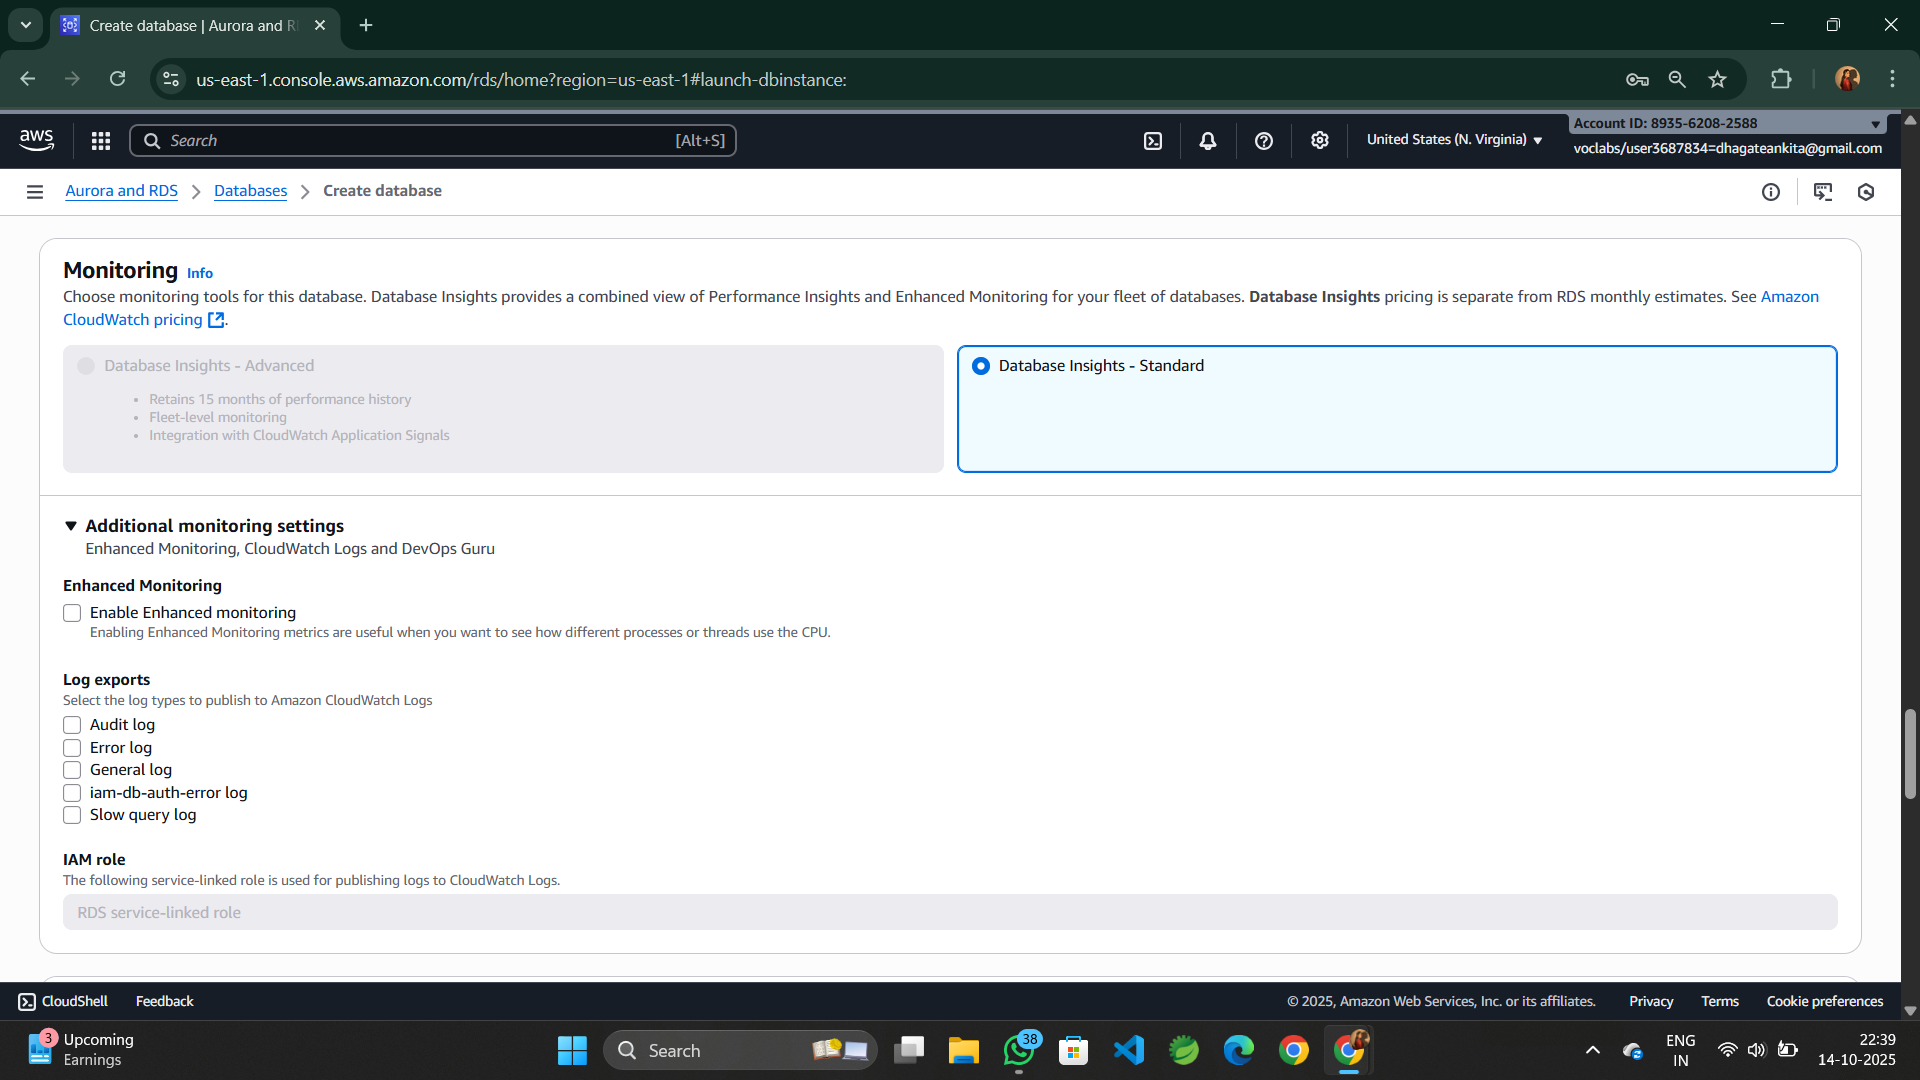 Create database | Aurora and R
us-east-1.console.aws.amazon.com/rds/home?region=us-east-1#launch-dbinstance:
aws
Search
[Alt+S]
United States (N. Virginia)
Account ID: 8935-6208-2588
voclabs/user3687834=dhagateankita@gmail.com
Aurora and RDS
Databases
Create database
Monitoring Info
Choose monitoring tools for this database. Database Insights provides a combined view of Performance Insights and Enhanced Monitoring for your fleet of databases. Database Insights pricing is separate from RDS monthly estimates. See Amazon
CloudWatch pricing .
Database Insights - Advanced
Retains 15 months of performance history
Fleet-level monitoring
Integration with CloudWatch Application Signals
Database Insights - Standard
Additional monitoring settings
Enhanced Monitoring, CloudWatch Logs and DevOps Guru
Enhanced Monitoring
Enable Enhanced monitoring
Enabling Enhanced Monitoring metrics are useful when you want to see how different processes or threads use the CPU.
Log exports
Select the log types to publish to Amazon CloudWatch Logs
Audit log
Error log
General log
iam-db-auth-error log
Slow query log
IAM role
The following service-linked role is used for publishing logs to CloudWatch Logs.
RDS service-linked role
CloudShell
Feedback
© 2025, Amazon Web Services, Inc. or its affiliates.
Privacy
Terms
Cookie preferences
3
Upcoming
Earnings
Search
38
ENG
IN
22:39
14-10-2025